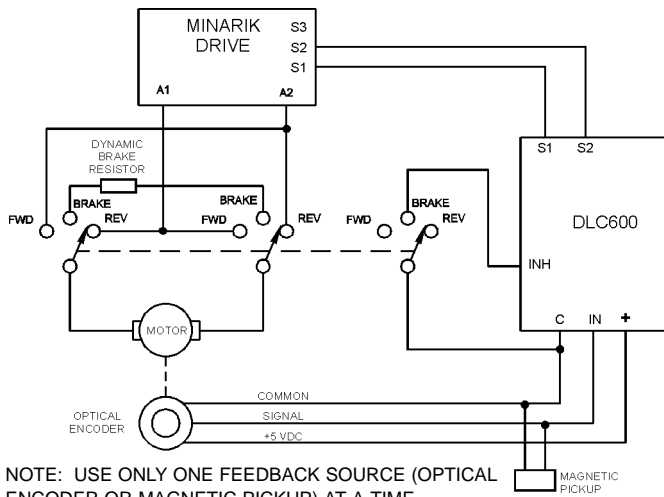 MINARIK
DRIVE
S3
S2
S1
A1
A2
DYNAMIC
BRAKE
RESISTOR
S1
S2
DLC600
FWD
BRAKE
REV
FWD
BRAKE
REV
FWD
BRAKE
REV
INH
MOTOR
C
IN
+
OPTICAL
ENCODER
COMMON
SIGNAL
+5 VDC
MAGNETIC
PICKUP
NOTE: USE ONLY ONE FEEDBACK SOURCE (OPTICAL
ENCODER OR MAGNETIC PICKUP) AT A TIME